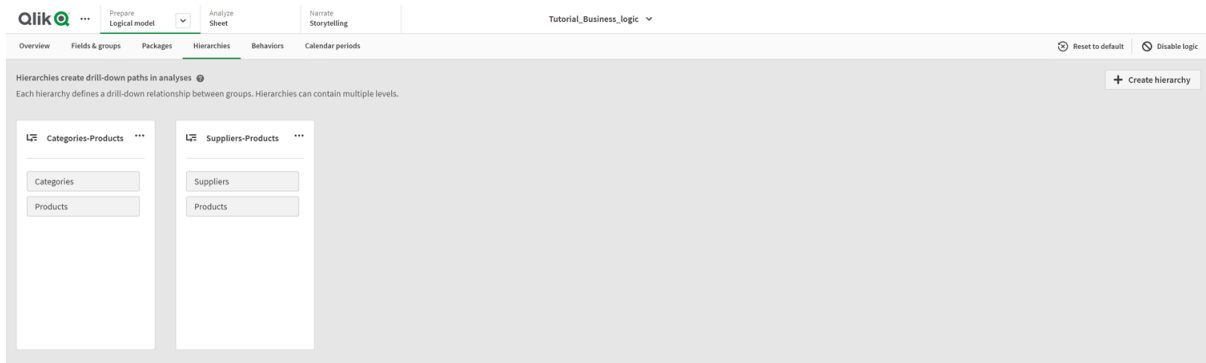 Qlik
Prepare
Logical model
Analyze
Sheet
Narrate
Storytelling
Tutorial_Business_logic
Overview Fields & groups Packages Hierarchies Behaviors Calendar periods Reset to default Disable logic
Hierarchies create drill-down paths in analyses
Create hierarchy
Each hierarchy defines a drill-down relationship between groups. Hierarchies can contain multiple levels.
Categories-Products
Categories
Products
Suppliers-Products
Suppliers
Products